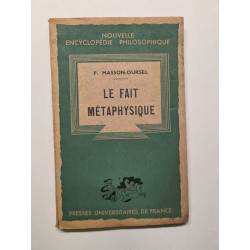 NOUVELLE
ENCYCLOPÉDIE PHILOSOPHIQUE
P. MASSON-OURSEL
LE FAIT
MÉTAPHYSIQUE
PRESSES UNIVERSITAIRES DE FRANCE